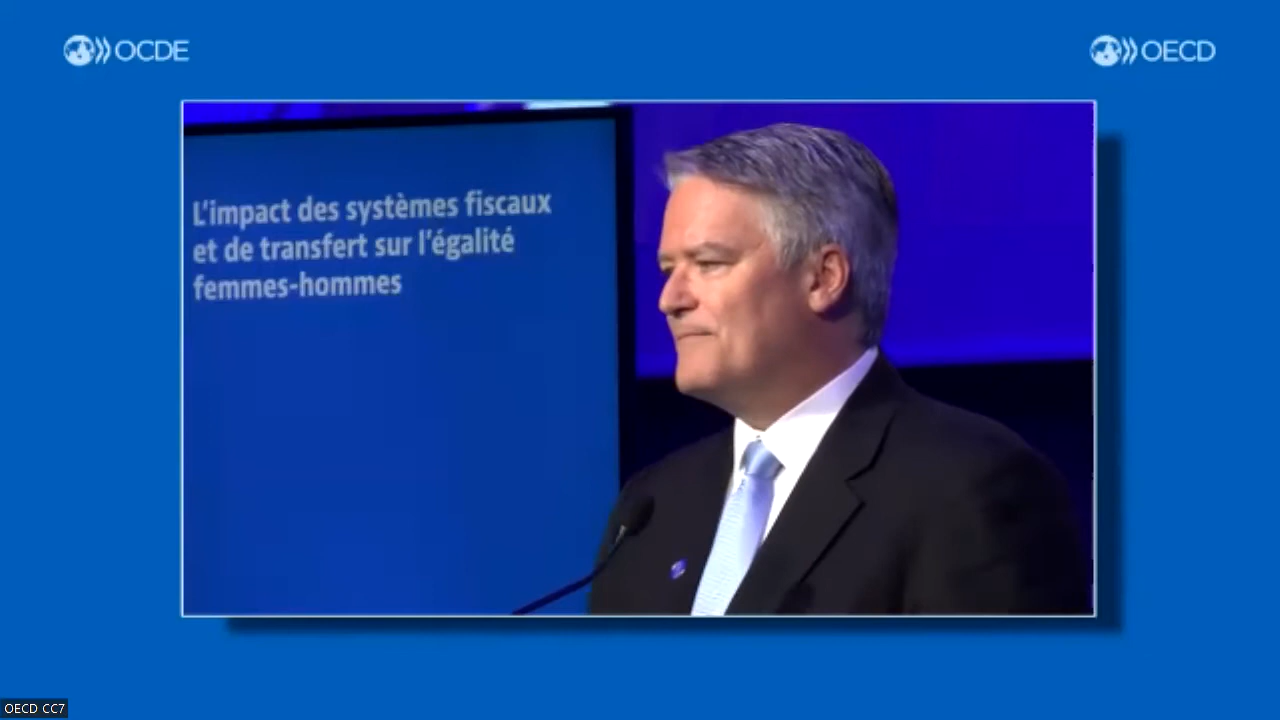 OCDE
OECD
L'impact des systèmes fiscaux
et de transfert sur l'égalité
femmes-hommes
OECD CC7